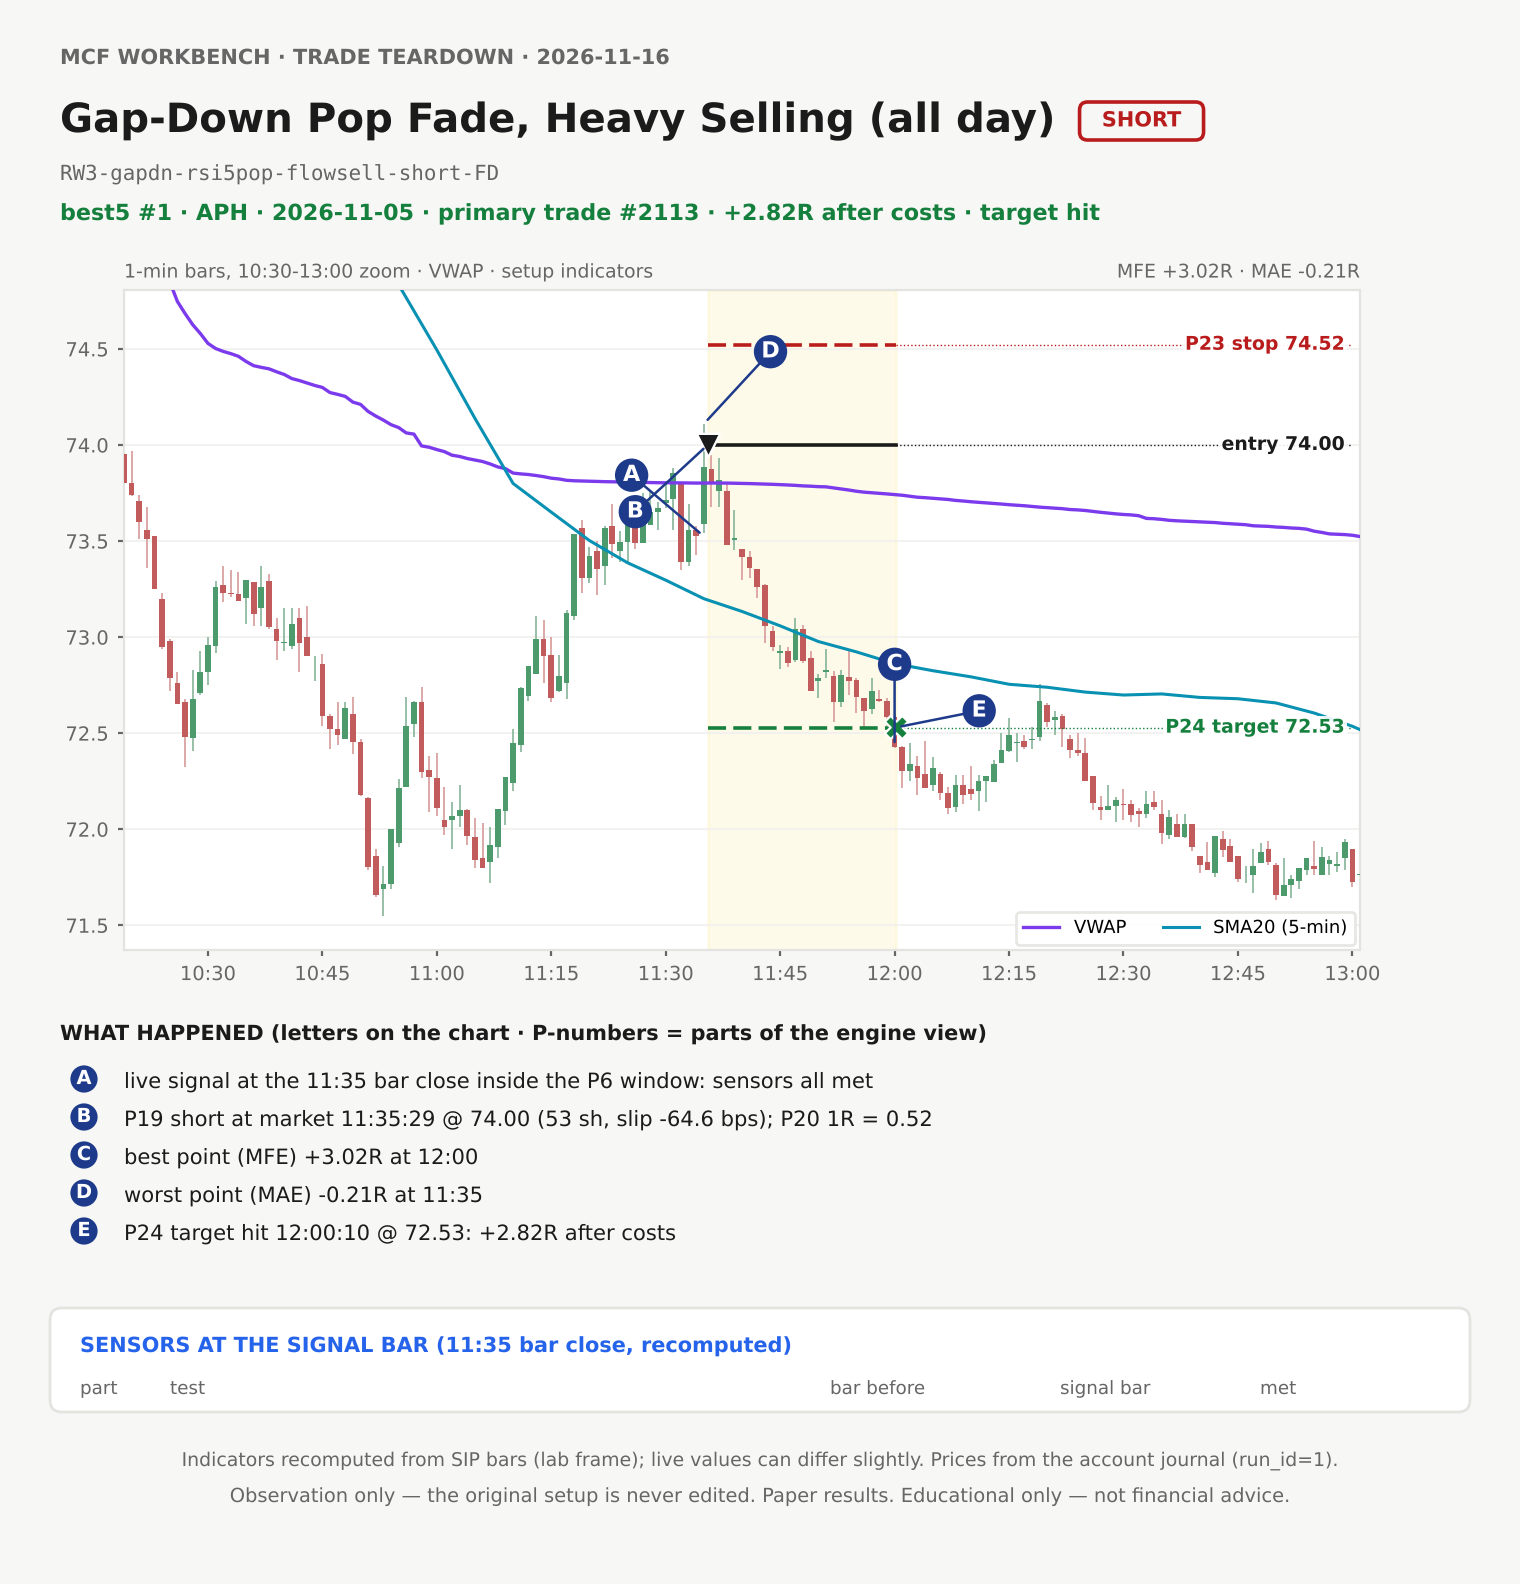 MCF WORKBENCH · TRADE TEARDOWN · 2026-11-16
Gap-Down Pop Fade, Heavy Selling (all day) SHORT
RW3-gapdn-rsi5pop-flowsell-short-FD
best5 #1 · APH · 2026-11-05 · primary trade #2113 · +2.82R after costs · target hit
1-min bars, 10:30-13:00 zoom · VWAP · setup indicators
MFE +3.02R · MAE -0.21R
74.5
74.0
73.5
73.0
72.5
72.0
71.5
P23 stop 74.52
entry 74.00
P24 target 72.53
A
B
C
D
E
VWAP
SMA20 (5-min)
10:30 10:45 11:00 11:15 11:30 11:45 12:00 12:15 12:30 12:45 13:00
WHAT HAPPENED (letters on the chart · P-numbers = parts of the engine view)
A live signal at the 11:35 bar close inside the P6 window: sensors all met
B P19 short at market 11:35:29 @ 74.00 (53 sh, slip -64.6 bps); P20 1R = 0.52
C best point (MFE) +3.02R at 12:00
D worst point (MAE) -0.21R at 11:35
E P24 target hit 12:00:10 @ 72.53: +2.82R after costs
SENSORS AT THE SIGNAL BAR (11:35 bar close, recomputed)
part test bar before signal bar met
Indicators recomputed from SIP bars (lab frame); live values can differ slightly. Prices from the account journal (run_id=1).
Observation only — the original setup is never edited. Paper results. Educational only — not financial advice.